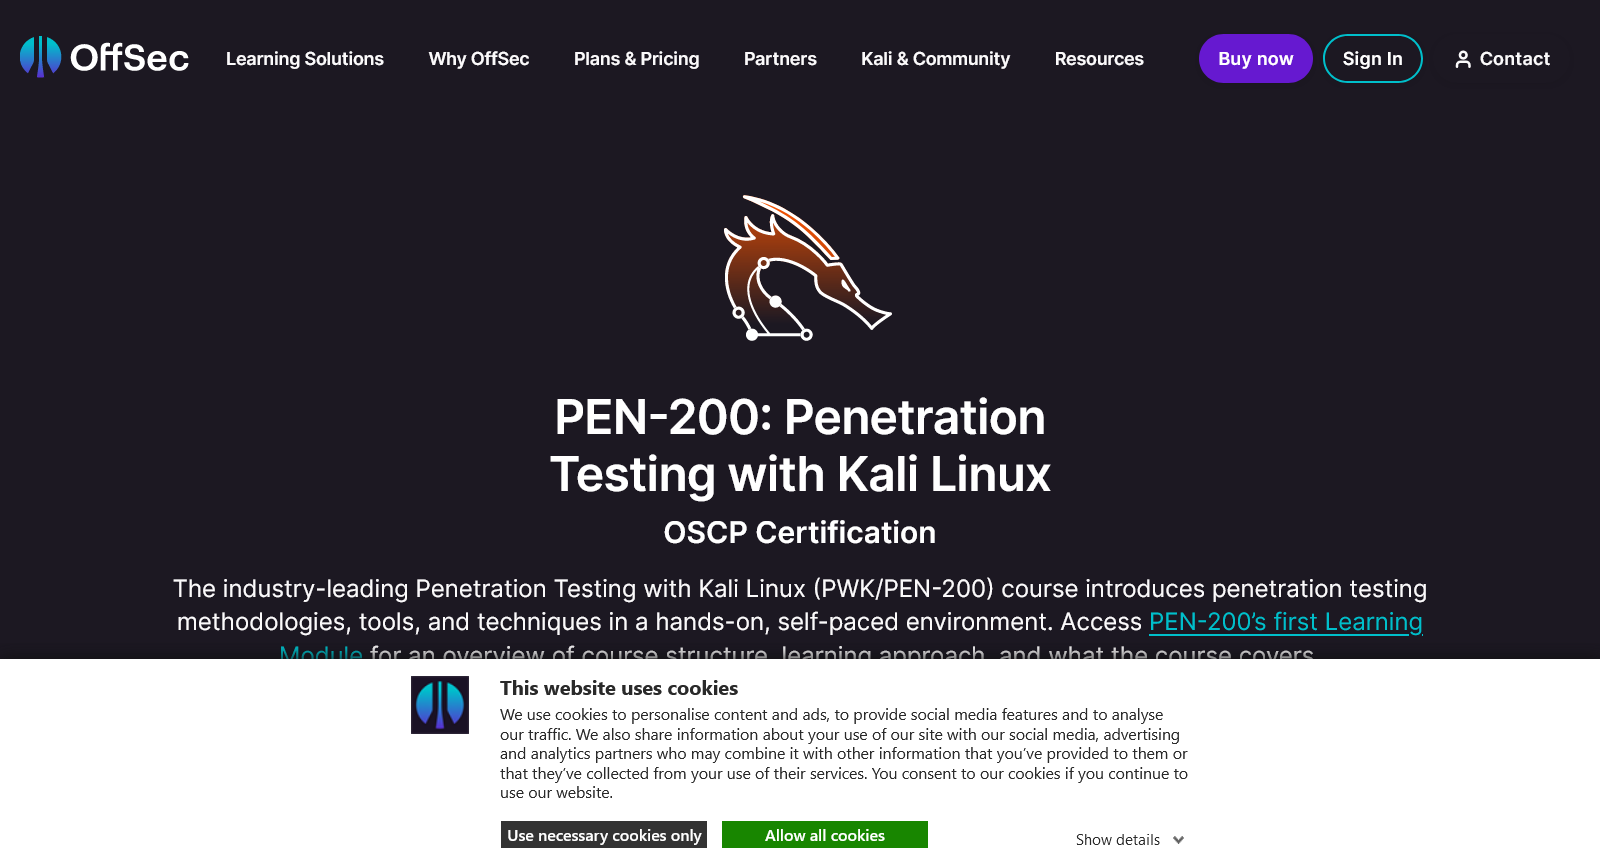 OffSec
Learning Solutions
Why OffSec
Plans & Pricing
Partners
Kali & Community
Resources
Buy now
Sign In
Contact
PEN-200: Penetration
Testing with Kali Linux
OSCP Certification
The industry-leading Penetration Testing with Kali Linux (PWK/PEN-200) course introduces penetration testing
methodologies, tools, and techniques in a hands-on, self-paced environment. Access PEN-200’s first Learning
Module for an overview of course structure, learning approach, and what the course covers.
This website uses cookies
We use cookies to personalise content and ads, to provide social media features and to analyse
our traffic. We also share information about your use of our site with our social media, advertising
and analytics partners who may combine it with other information that you’ve provided to them or
that they’ve collected from your use of their services. You consent to our cookies if you continue to
use our website.
Use necessary cookies only
Allow all cookies
Show details